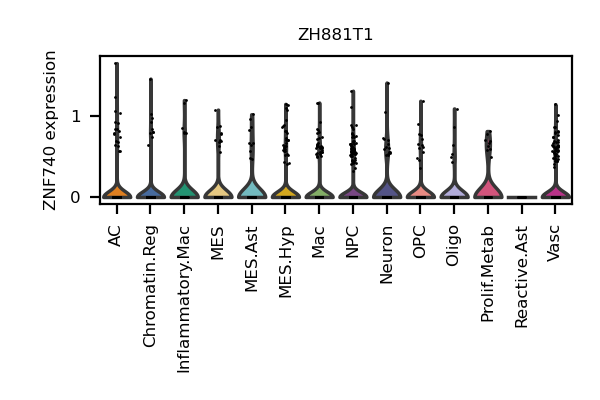 ZH881T1
ZNF740 expression
1
0
AC
Chromatin.Reg
Inflammatory.Mac
MES
MES.Ast
MES.Hyp
Mac
NPC
Neuron
OPC
Oligo
Prolif.Metab
Reactive.Ast
Vasc